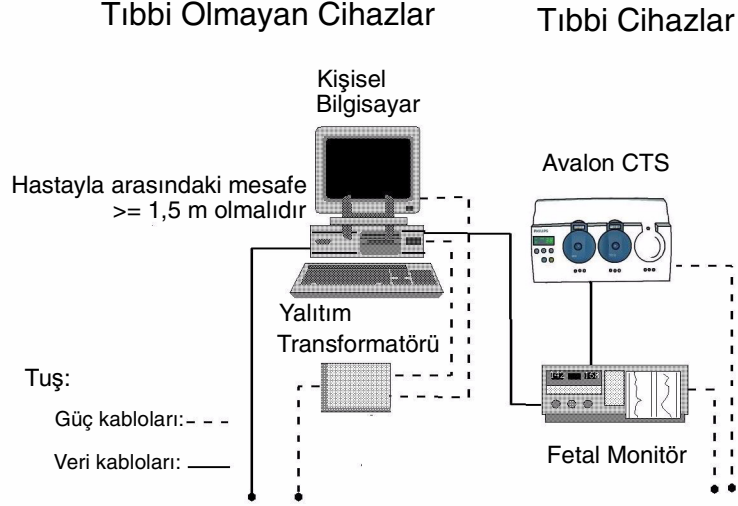 Tıbbi Olmayan Cihazlar
Tıbbi Cihazlar
Kişisel
Bilgisayar
Avalon CTS
Hastayla arasındaki mesafe
>= 1,5 m olmalıdır
Yalıtım
Transformatörü
Tuş:
Güç kabloları:
Veri kabloları:
Fetal Monitör